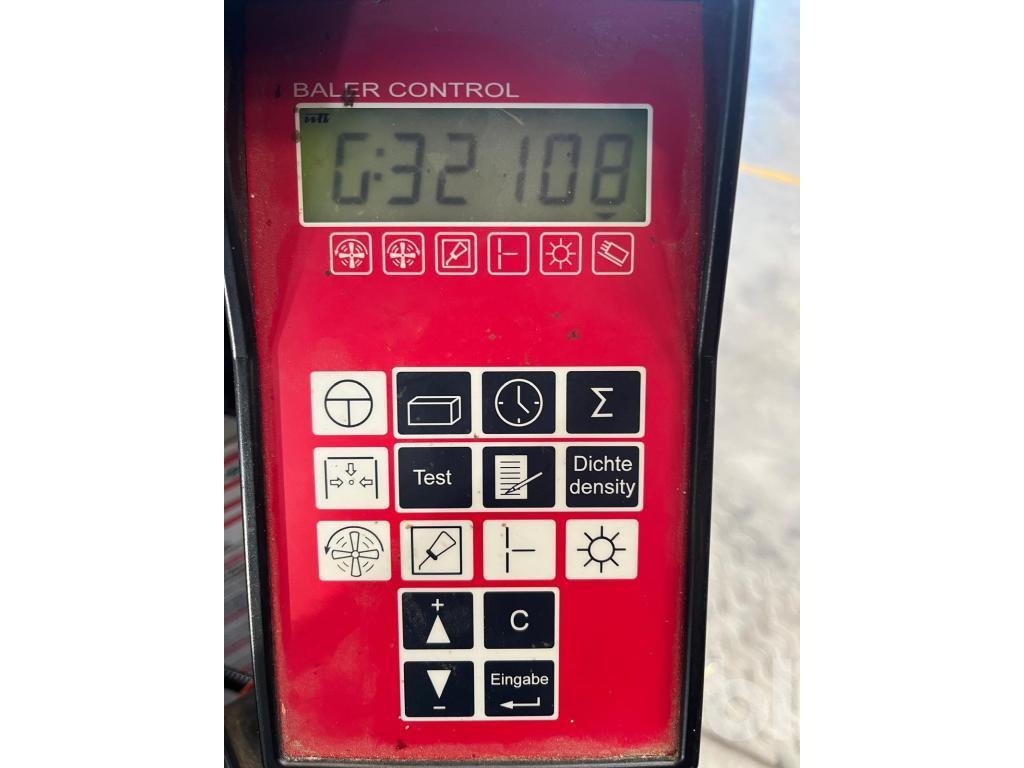 BALER CONTROL
G:32108
Σ
Test
Dichte
density
+
C
Eingabe
-